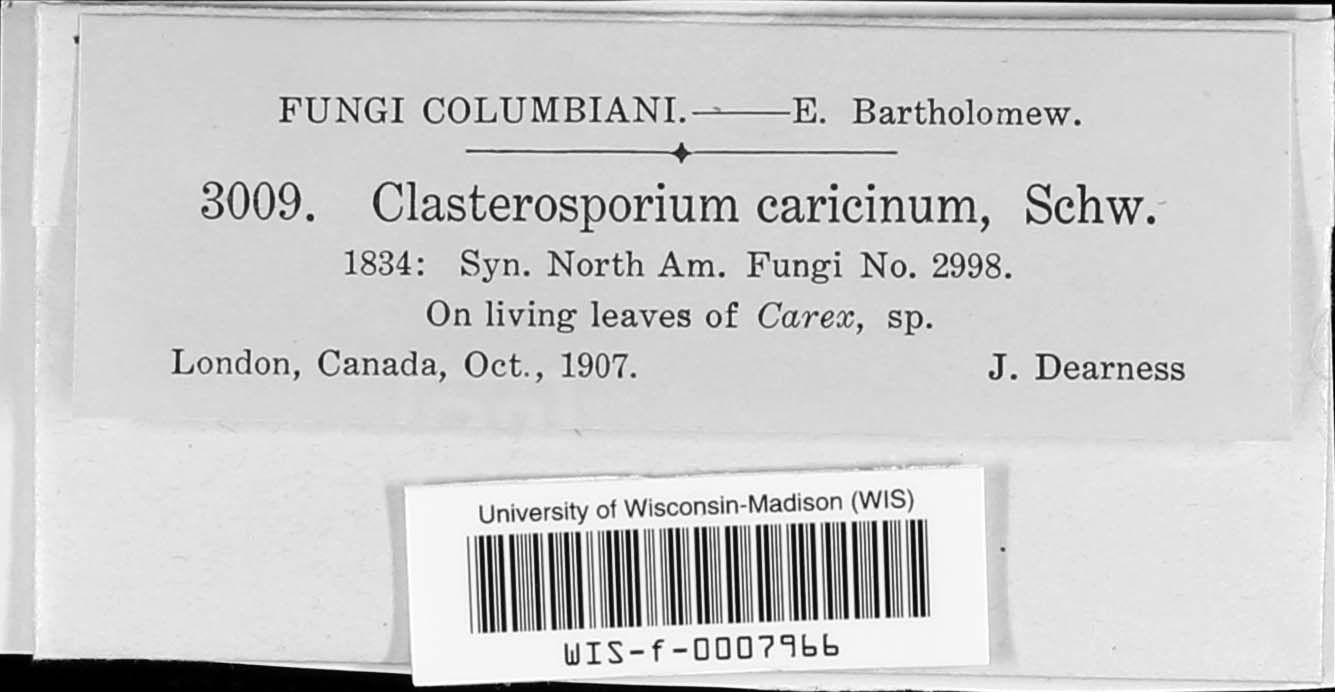 FUNGI COLUMBIANI.——E. Bartholomew.
3009. Clasterosporium caricinum, Schw.
1834: Syn. North Am. Fungi No. 2998.
On living leaves of Carex, sp.
London, Canada, Oct., 1907. J. Dearness
University of Wisconsin-Madison (WIS)
WIS-f-0007966